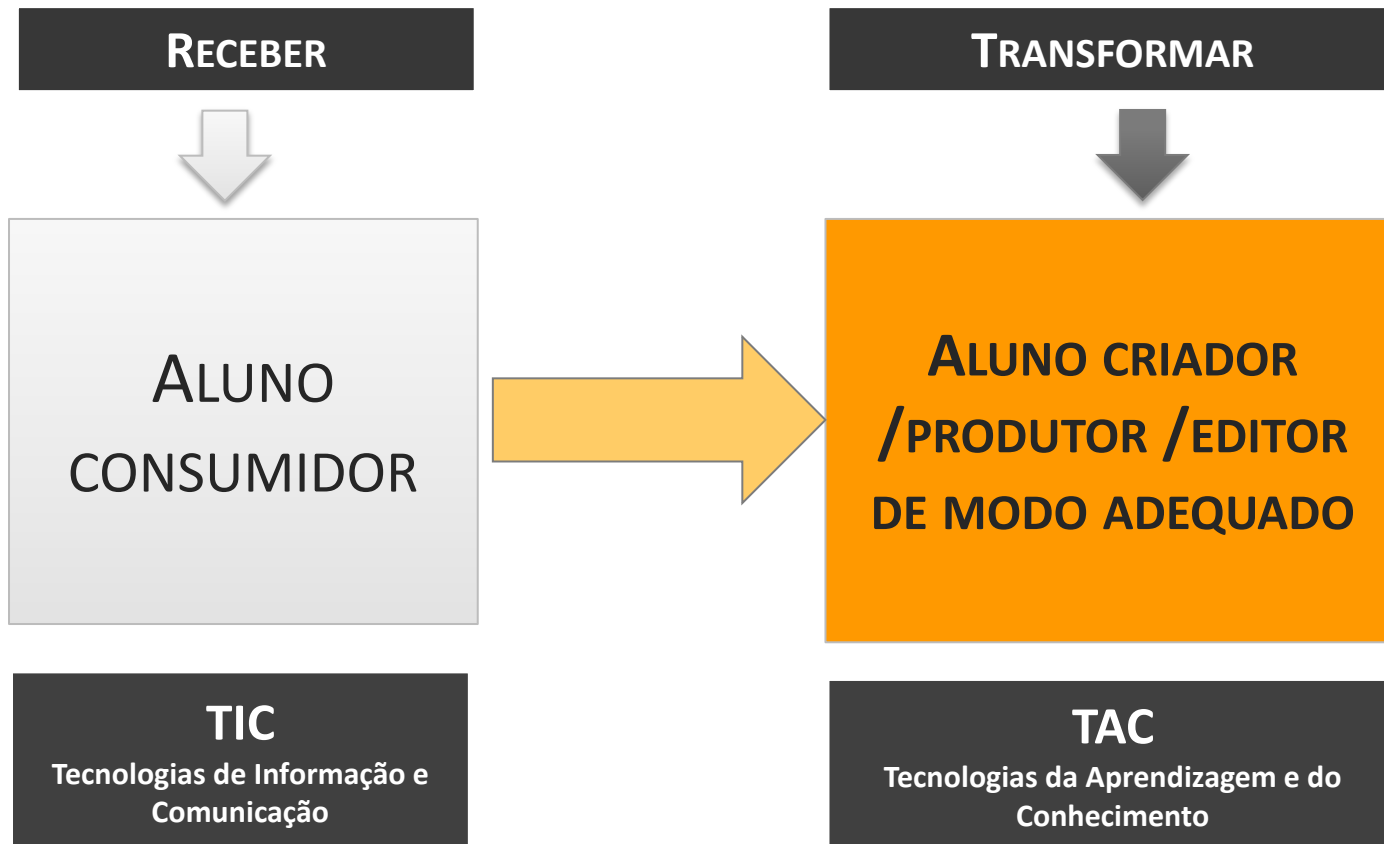 RECEBER
ALUNO
CONSUMIDOR
TIC
Tecnologias de Informação e
Comunicação
TRANSFORMAR
ALUNO CRIADOR
/PRODUTOR /EDITOR
DE MODO ADEQUADO
TAC
Tecnologias da Aprendizagem e do
Conhecimento